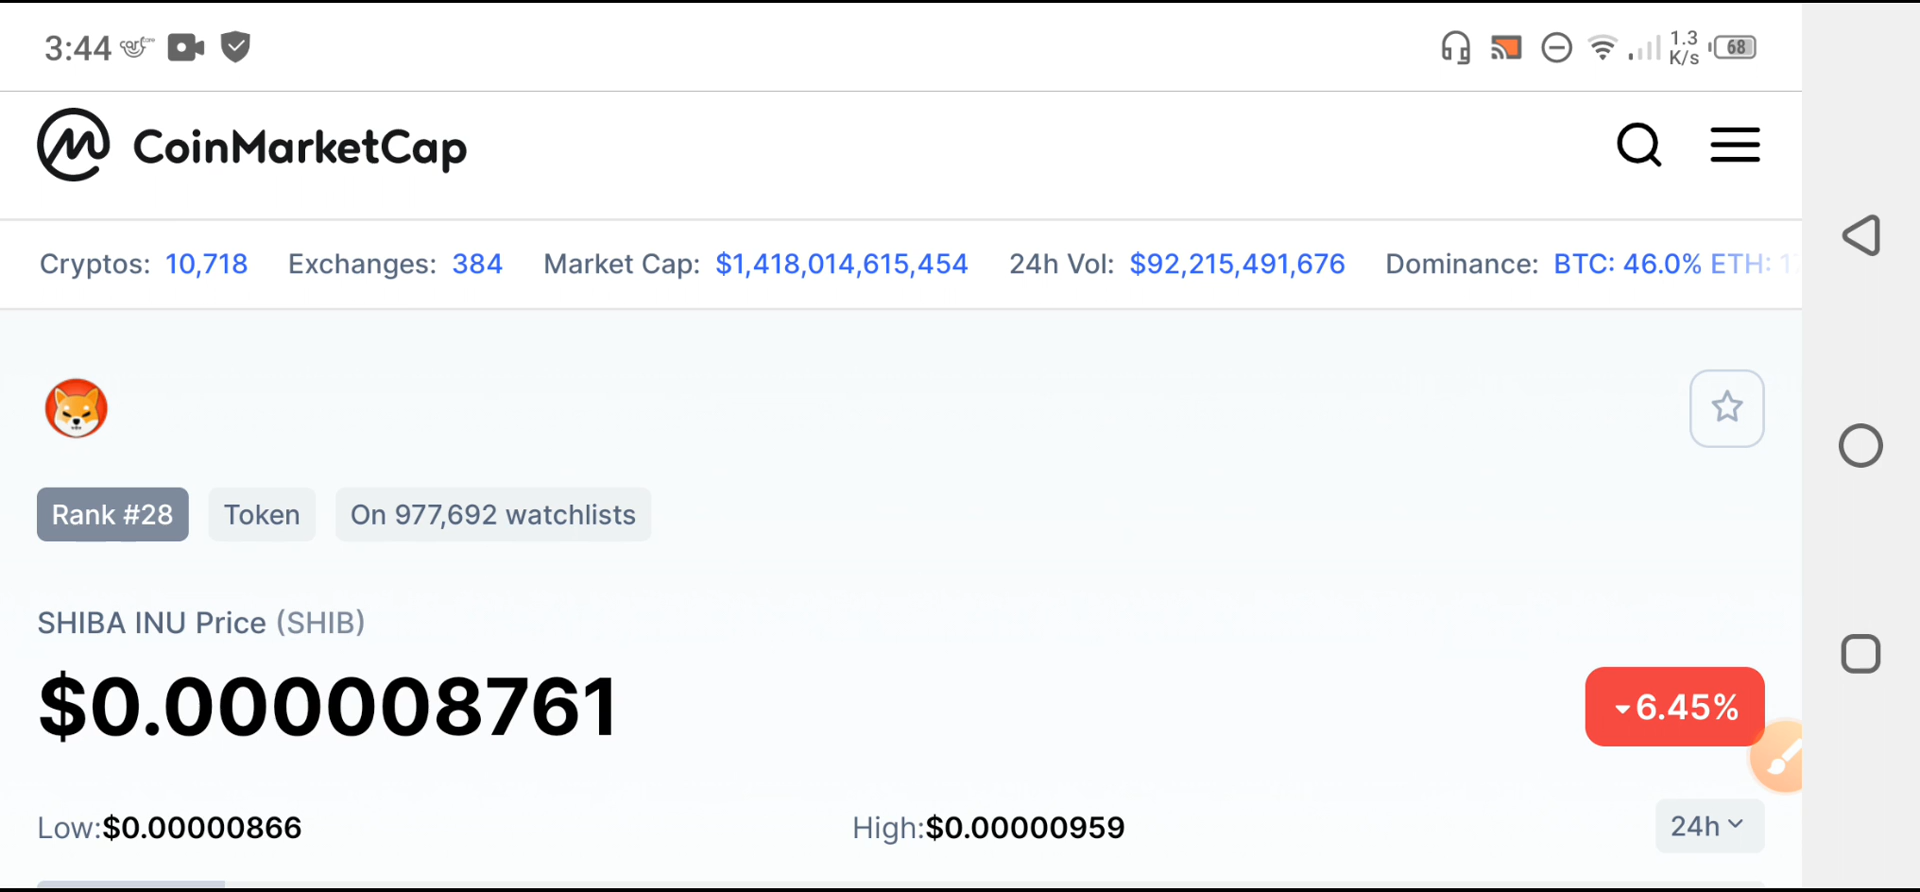 3:44
1.3
K/s
68
CoinMarketCap
Cryptos: 10,718 Exchanges: 384 Market Cap: $1,418,014,615,454 24h Vol: $92,215,491,676 Dominance: BTC: 46.0% ETH:
Rank #28 Token On 977,692 watchlists
SHIBA INU Price (SHIB)
$0.000008761
6.45%
Low:$0.00000866 High:$0.00000959 24h